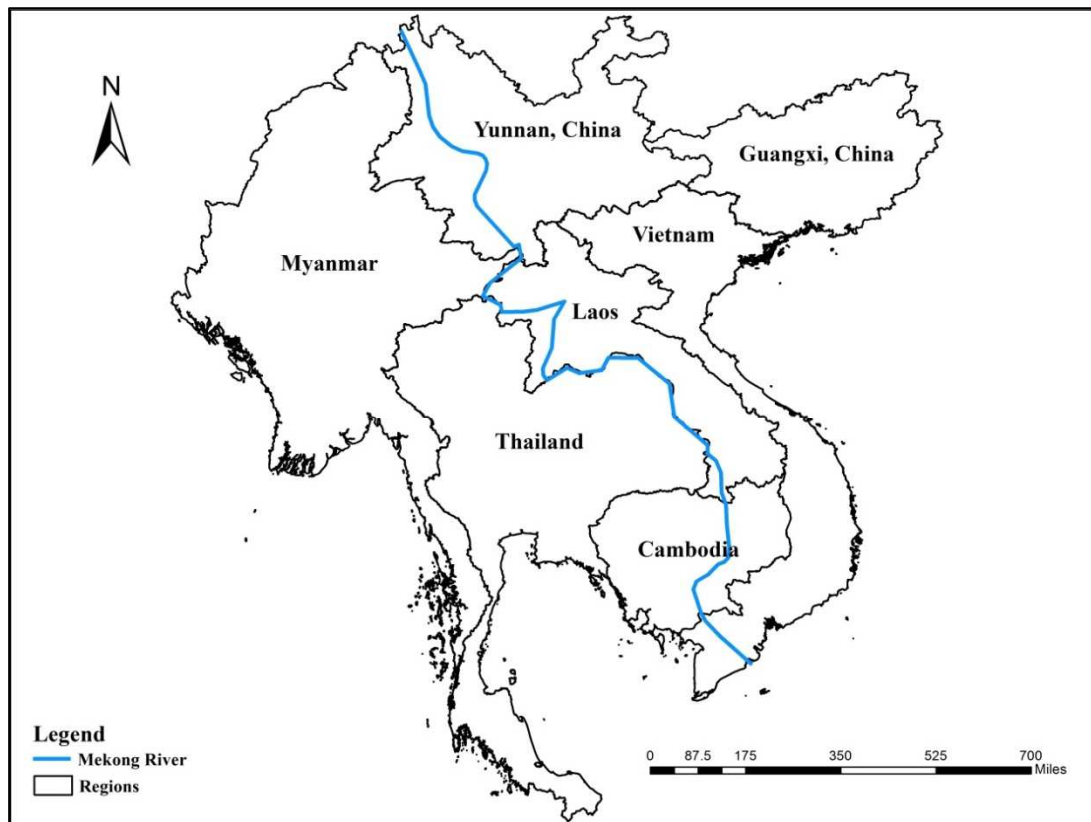 N
Yunnan, China
Guangxi, China
Vietnam
Myanmar
Laos
Thailand
Cambodia
Legend
Mekong River
Regions
0 87.5 175 350 525 700
Miles